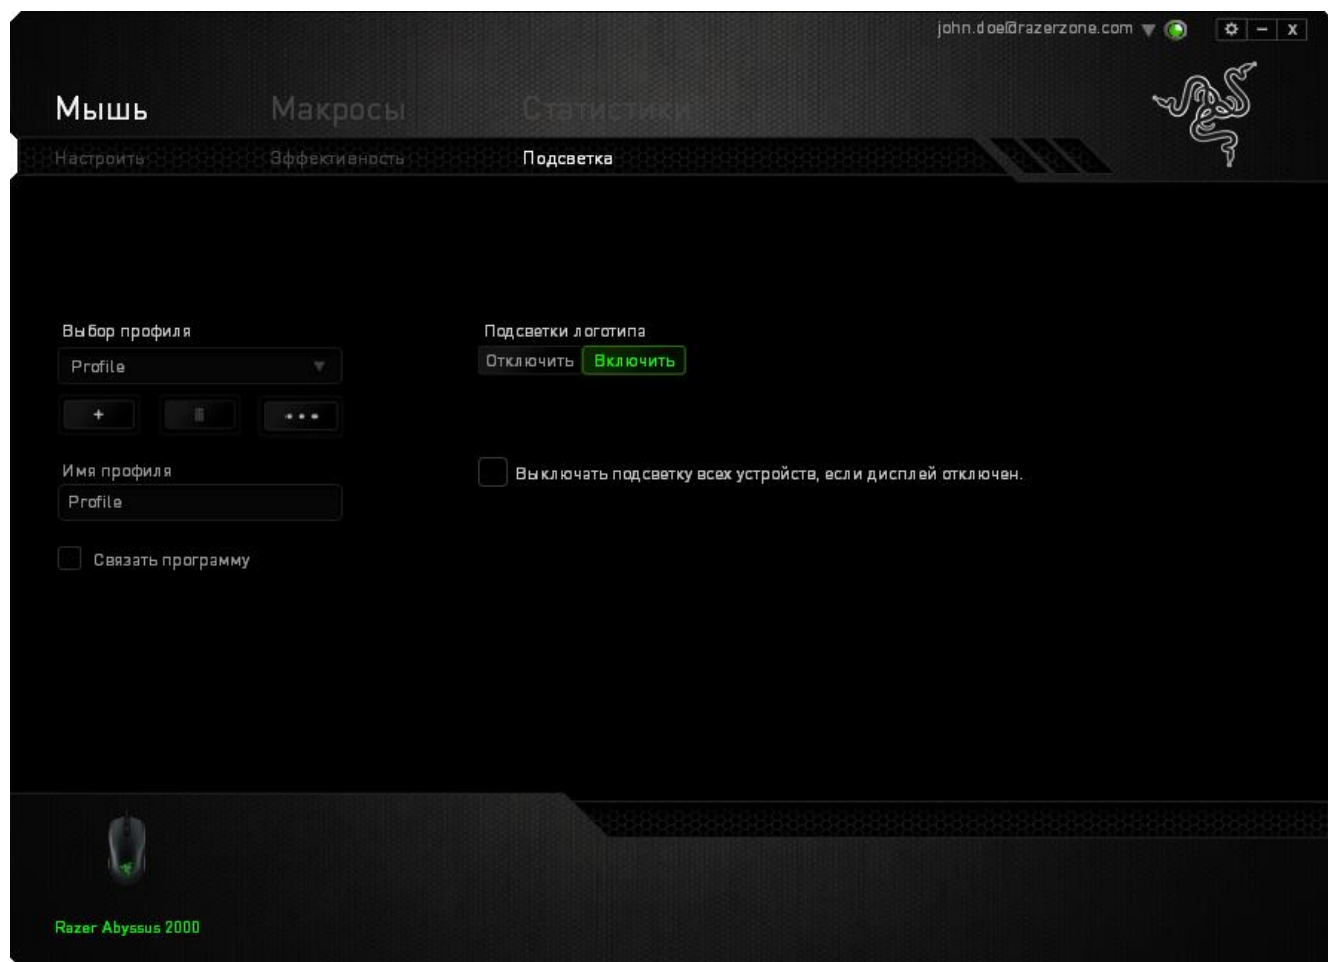 john.doe@razerzone.com
Мышь Макросы Статистики
Настроить Эффективность Подсветка
Выбор профиля
Profile
Имя профиля
Profile
Связать программу
Подсветки логотипа
Отключить Включить
Выключать подсветку всех устройств, если дисплей отключен.
Razer Abyssus 2000